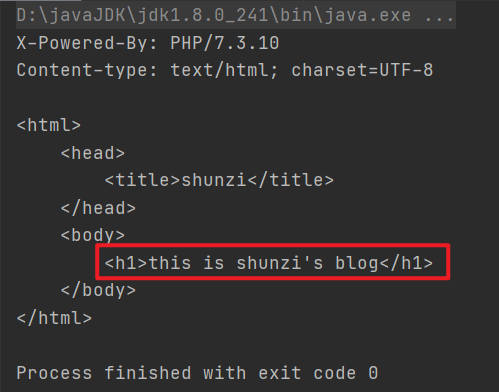 D:\javaJDK\jdk1.8.0_241\bin\java.exe ...
X-Powered-By: PHP/7.3.10
Content-type: text/html; charset=UTF-8
<html>
<head>
<title>shunzi</title>
</head>
<body>
<h1>this is shunzi's blog</h1>
</body>
</html>
Process finished with exit code 0